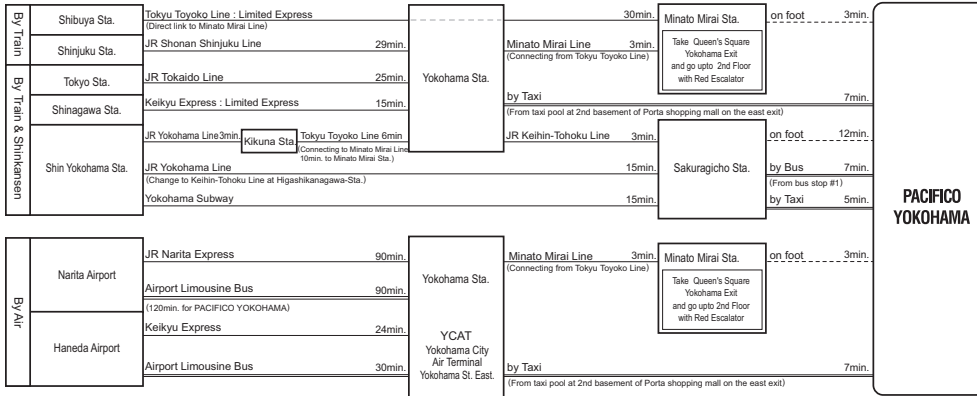 By Train
Shibuya Sta.
Tokyu Toyoko Line : Limited Express
(Direct link to Minato Mirai Line)
30min.
Minato Mirai Sta.
on foot 3min.
Shinjuku Sta.
JR Shonan Shinjuku Line 29min.
Yokohama Sta.
Minato Mirai Line 3min.
(Connecting from Tokyu Toyoko Line)
Take Queen's Square
Yokohama Exit
and go upto 2nd Floor
with Red Escalator
By Train & Shinkansen
Tokyo Sta.
JR Tokaido Line 25min.
Shinagawa Sta.
Keikyu Express : Limited Express 15min.
by Taxi 7min.
(From taxi pool at 2nd basement of Porta shopping mall on the east exit)
Shin Yokohama Sta.
JR Yokohama Line 3min.
Kikuna Sta.
Tokyu Toyoko Line 6min
(Connecting to Minato Mirai Line
10min. to Minato Mirai Sta.)
JR Keihin-Tohoku Line 3min.
Sakuragicho Sta.
on foot 12min.
JR Yokohama Line 15min.
(Change to Keihin-Tohoku Line at Higashikanagawa-Sta.)
by Bus 7min.
(From bus stop #1)
Yokohama Subway 15min.
by Taxi 5min.
PACIFICO
YOKOHAMA
By Air
Narita Airport
JR Narita Express 90min.
Yokohama Sta.
Minato Mirai Line 3min.
(Connecting from Tokyu Toyoko Line)
Minato Mirai Sta.
on foot 3min.
Take Queen's Square
Yokohama Exit
and go upto 2nd Floor
with Red Escalator
Airport Limousine Bus 90min.
(120min. for PACIFICO YOKOHAMA)
Haneda Airport
Keikyu Express 24min.
YCAT
Yokohama City
Air Terminal
Yokohama St. East.
Airport Limousine Bus 30min.
by Taxi 7min.
(From taxi pool at 2nd basement of Porta shopping mall on the east exit)